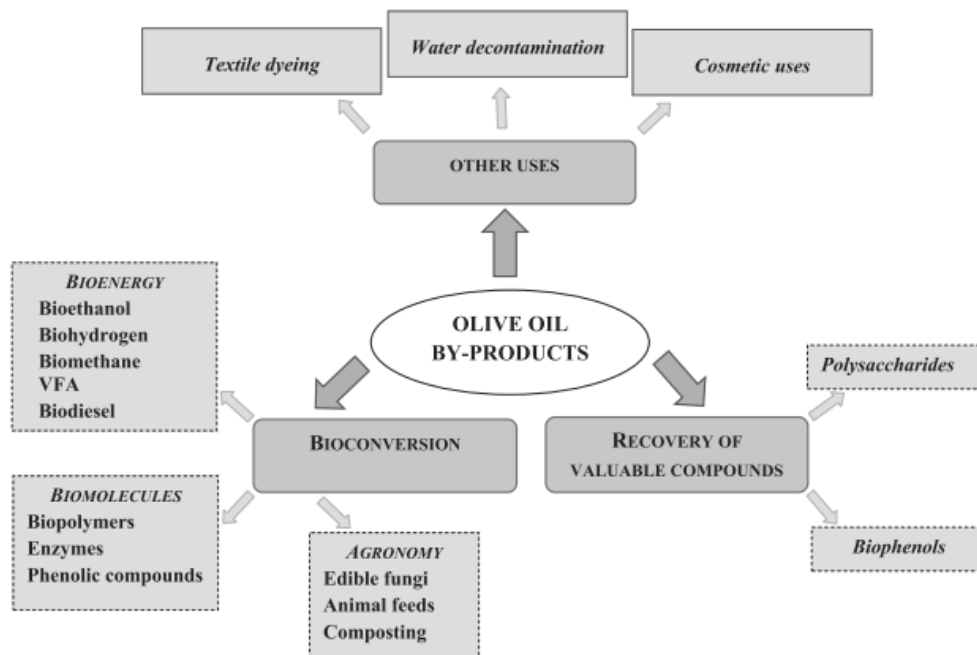 Textile dyeing
Water decontamination
Cosmetic uses
OTHER USES
OLIVE OIL
BY-PRODUCTS
BIOENERGY
Bioethanol
Biohydrogen
Biomethane
VFA
Biodiesel
BIOCONVERSION
BIOMOLECULES
Biopolymers
Enzymes
Phenolic compounds
AGRONOMY
Edible fungi
Animal feeds
Composting
RECOVERY OF
VALUABLE COMPOUNDS
Polysaccharides
Biophenols